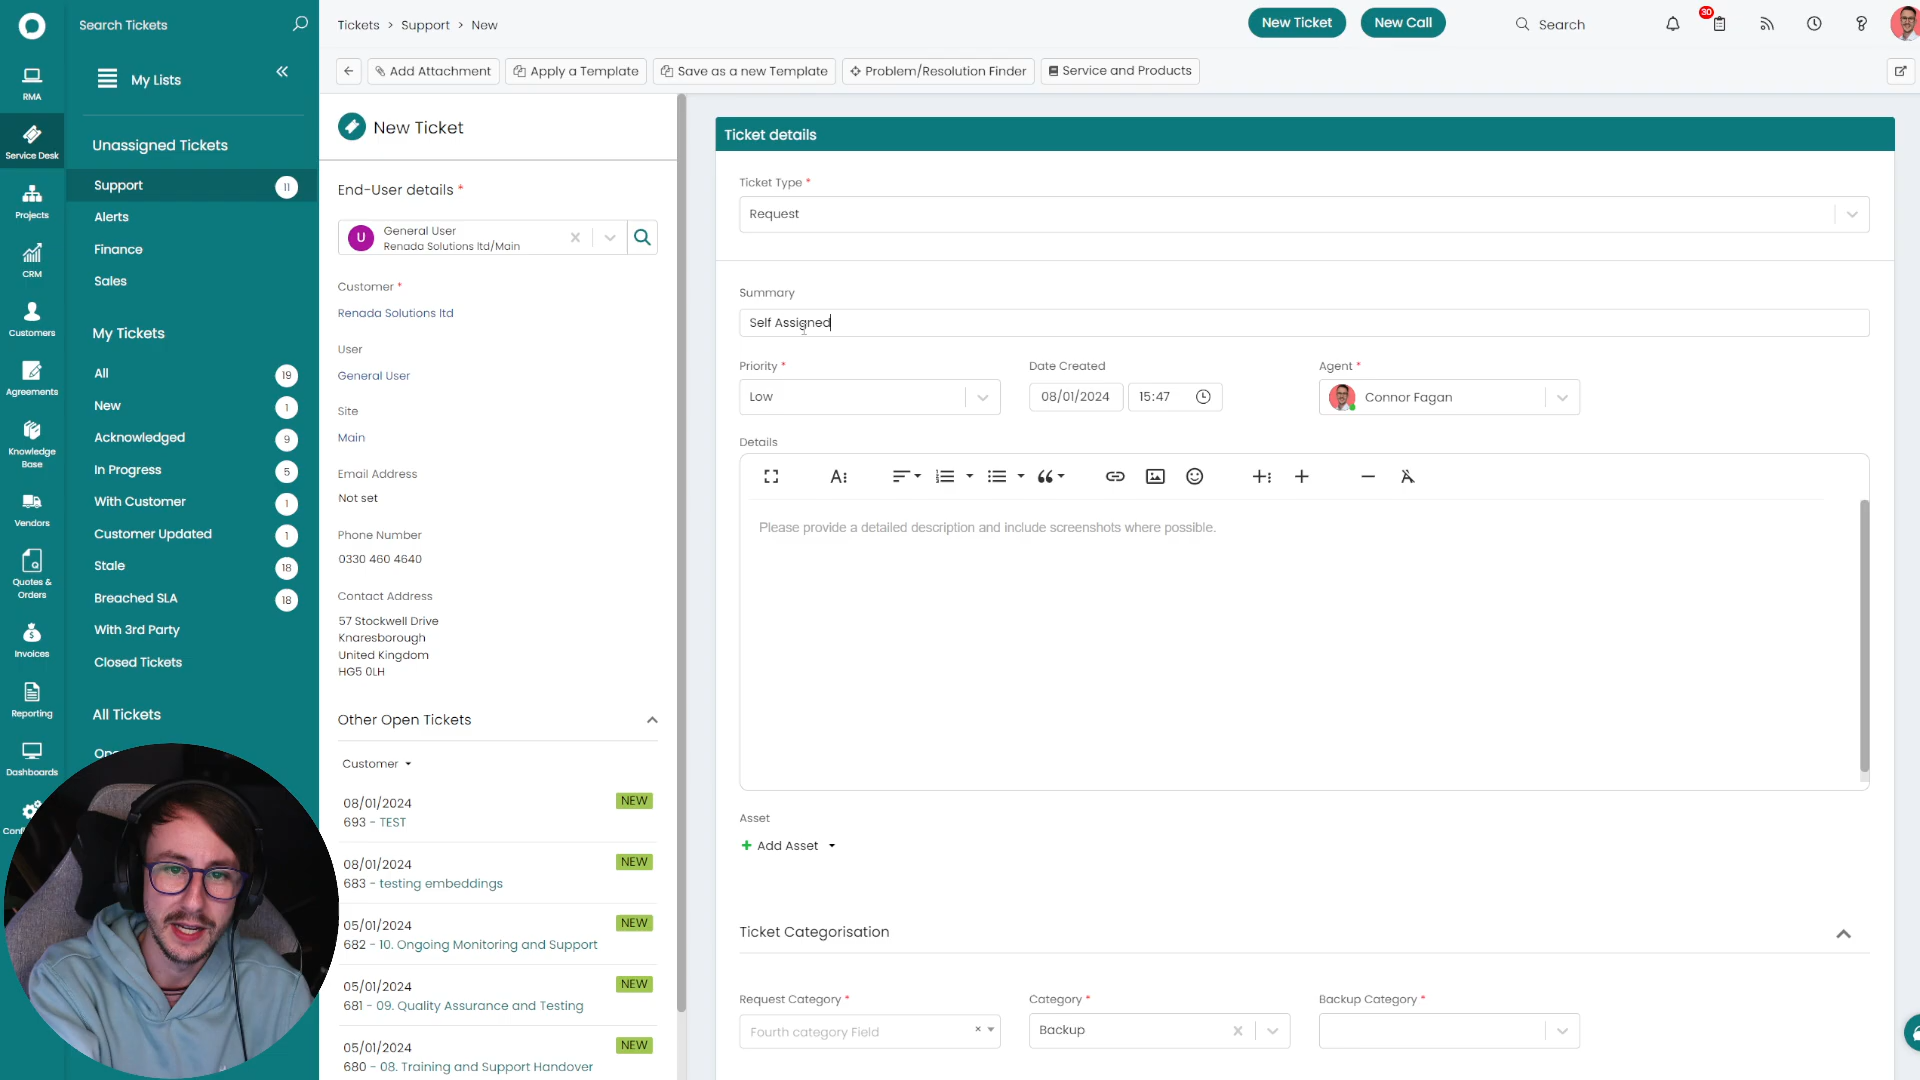 Search Tickets
Tickets > Support > New
New Ticket
New Call
Search
30
RMA
My Lists
Add Attachment
Apply a Template
Save as a new Template
Problem/Resolution Finder
Service and Products
Service Desk
Projects
CRM
Customers
Agreements
Knowledge
Base
Vendors
Quotes &
Orders
Invoices
Reporting
Dashboards
Unassigned Tickets
Support 11
Alerts
Finance
Sales
My Tickets
All 19
New 1
Acknowledged 9
In Progress 5
With Customer 1
Customer Updated 1
Stale 18
Breached SLA 18
With 3rd Party
Closed Tickets
All Tickets
New Ticket
End-User details *
U
General User
Renada Solutions ltd/Main
Customer *
Renada Solutions ltd
User
General User
Site
Main
Email Address
Not set
Phone Number
0330 460 4640
Contact Address
57 Stockwell Drive
Knaresborough
United Kingdom
HG5 0LH
Other Open Tickets
Customer
08/01/2024 NEW
693 - TEST
08/01/2024 NEW
683 - testing embeddings
05/01/2024 NEW
682 - 10. Ongoing Monitoring and Support
05/01/2024 NEW
681 - 09. Quality Assurance and Testing
05/01/2024 NEW
680 - 08. Training and Support Handover
Ticket details
Ticket Type *
Request
Summary
Self Assigned
Priority * Date Created Agent *
Low 08/01/2024 15:47 Connor Fagan
Details
Please provide a detailed description and include screenshots where possible.
Asset
+ Add Asset
Ticket Categorisation
Request Category * Category * Backup Category *
Fourth category Field Backup